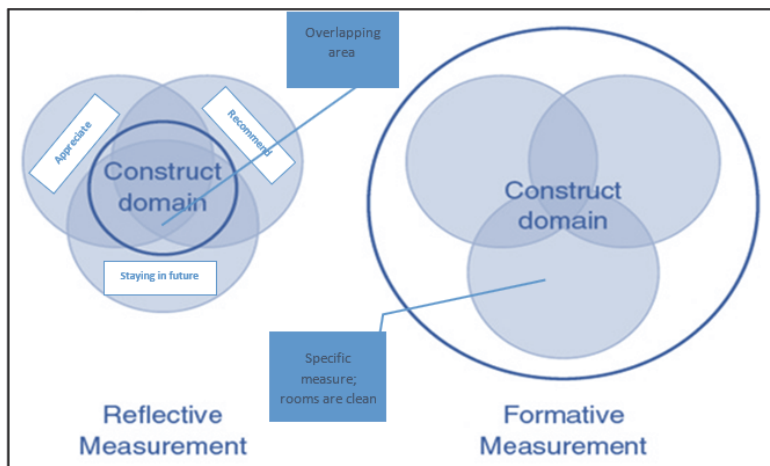 Overlapping
area
Appreciate
Recommend
Construct
domain
Staying in future
Construct
domain
Specific
measure;
rooms are clean
Reflective
Measurement
Formative
Measurement